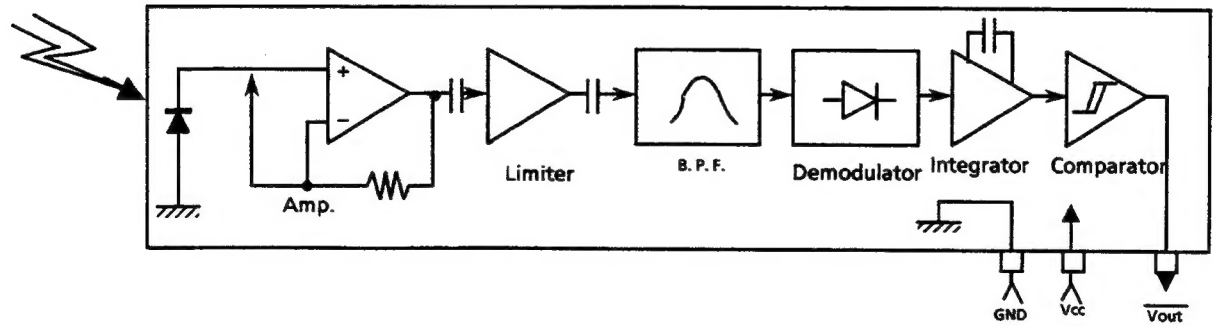 +
−
Amp.
Limiter
B. P. F.
Demodulator
Integrator
Comparator
GND
Vcc
Vout